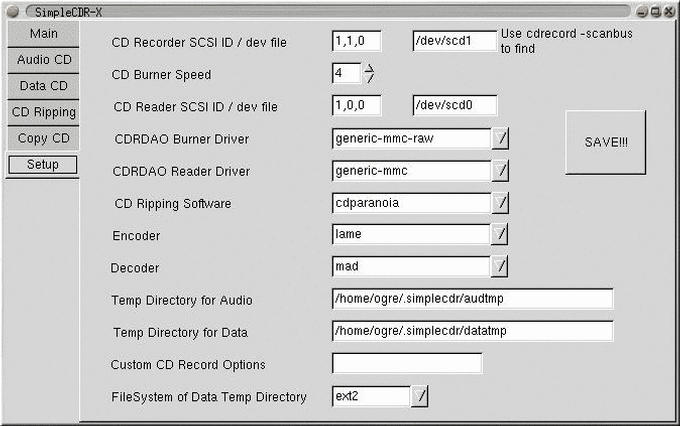 SimpleCDR-X
Main
Audio CD
Data CD
CD Ripping
Copy CD
Setup
CD Recorder SCSI ID / dev file
1,1,0
/dev/scd1
Use cdrecord -scanbus
to find
CD Burner Speed
4
CD Reader SCSI ID / dev file
1,0,0
/dev/scd0
CDRDAO Burner Driver
generic-mmc-raw
CDRDAO Reader Driver
generic-mmc
CD Ripping Software
cdparanoia
Encoder
lame
Decoder
mad
Temp Directory for Audio
/home/ogre/.simplecdr/audtmp
Temp Directory for Data
/home/ogre/.simplecdr/datatmp
Custom CD Record Options
FileSystem of Data Temp Directory
ext2
SAVE!!!